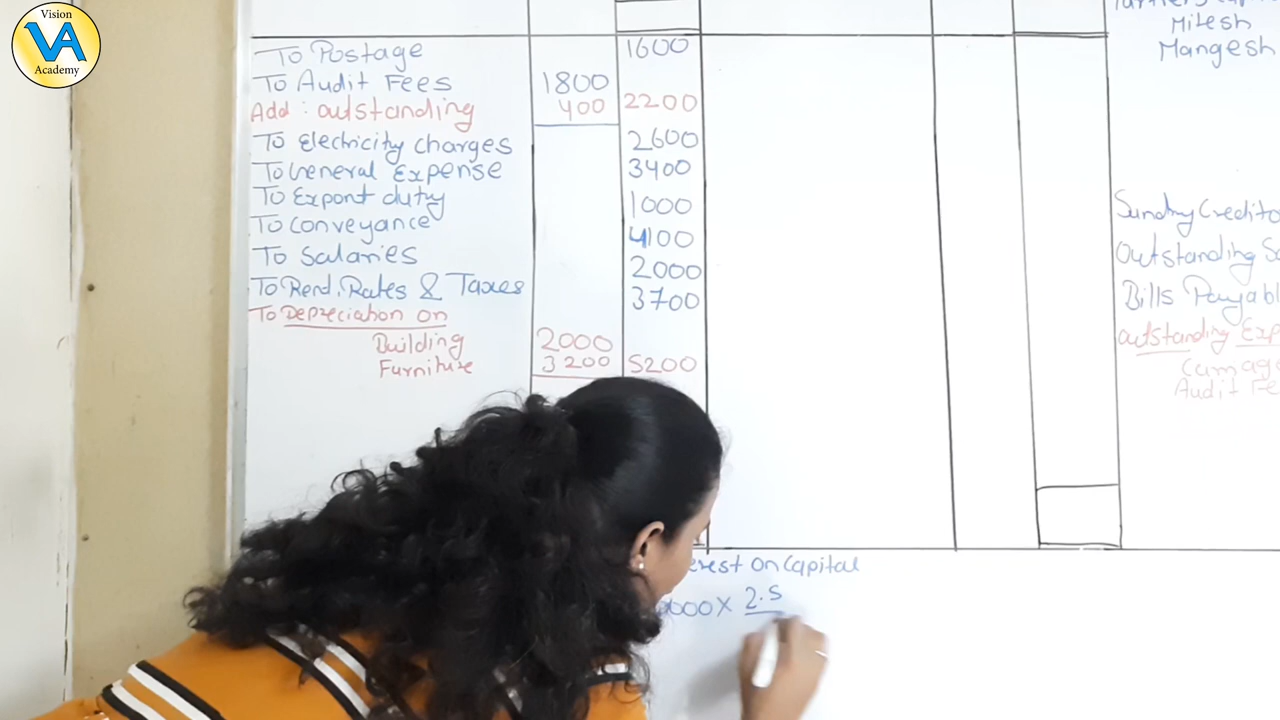 Vision
VA
Academy
Mitesh
Mangesh
To Postage 1600
To Audit Fees 1800
Add: outstanding 400 2200
To Electricity charges 2600
To General Expense 3400
To Export duty 1000
To Conveyance 4100
To Salaries 2000
To Rend, Rates & Taxes 3700
To Depreciation on
Building 2000
Furniture 3200 5200
Sundry Credito
Outstanding Sa
Bills Payabl
Outstanding Exp
Audit Fe
erest on Capital
000 X 2.5